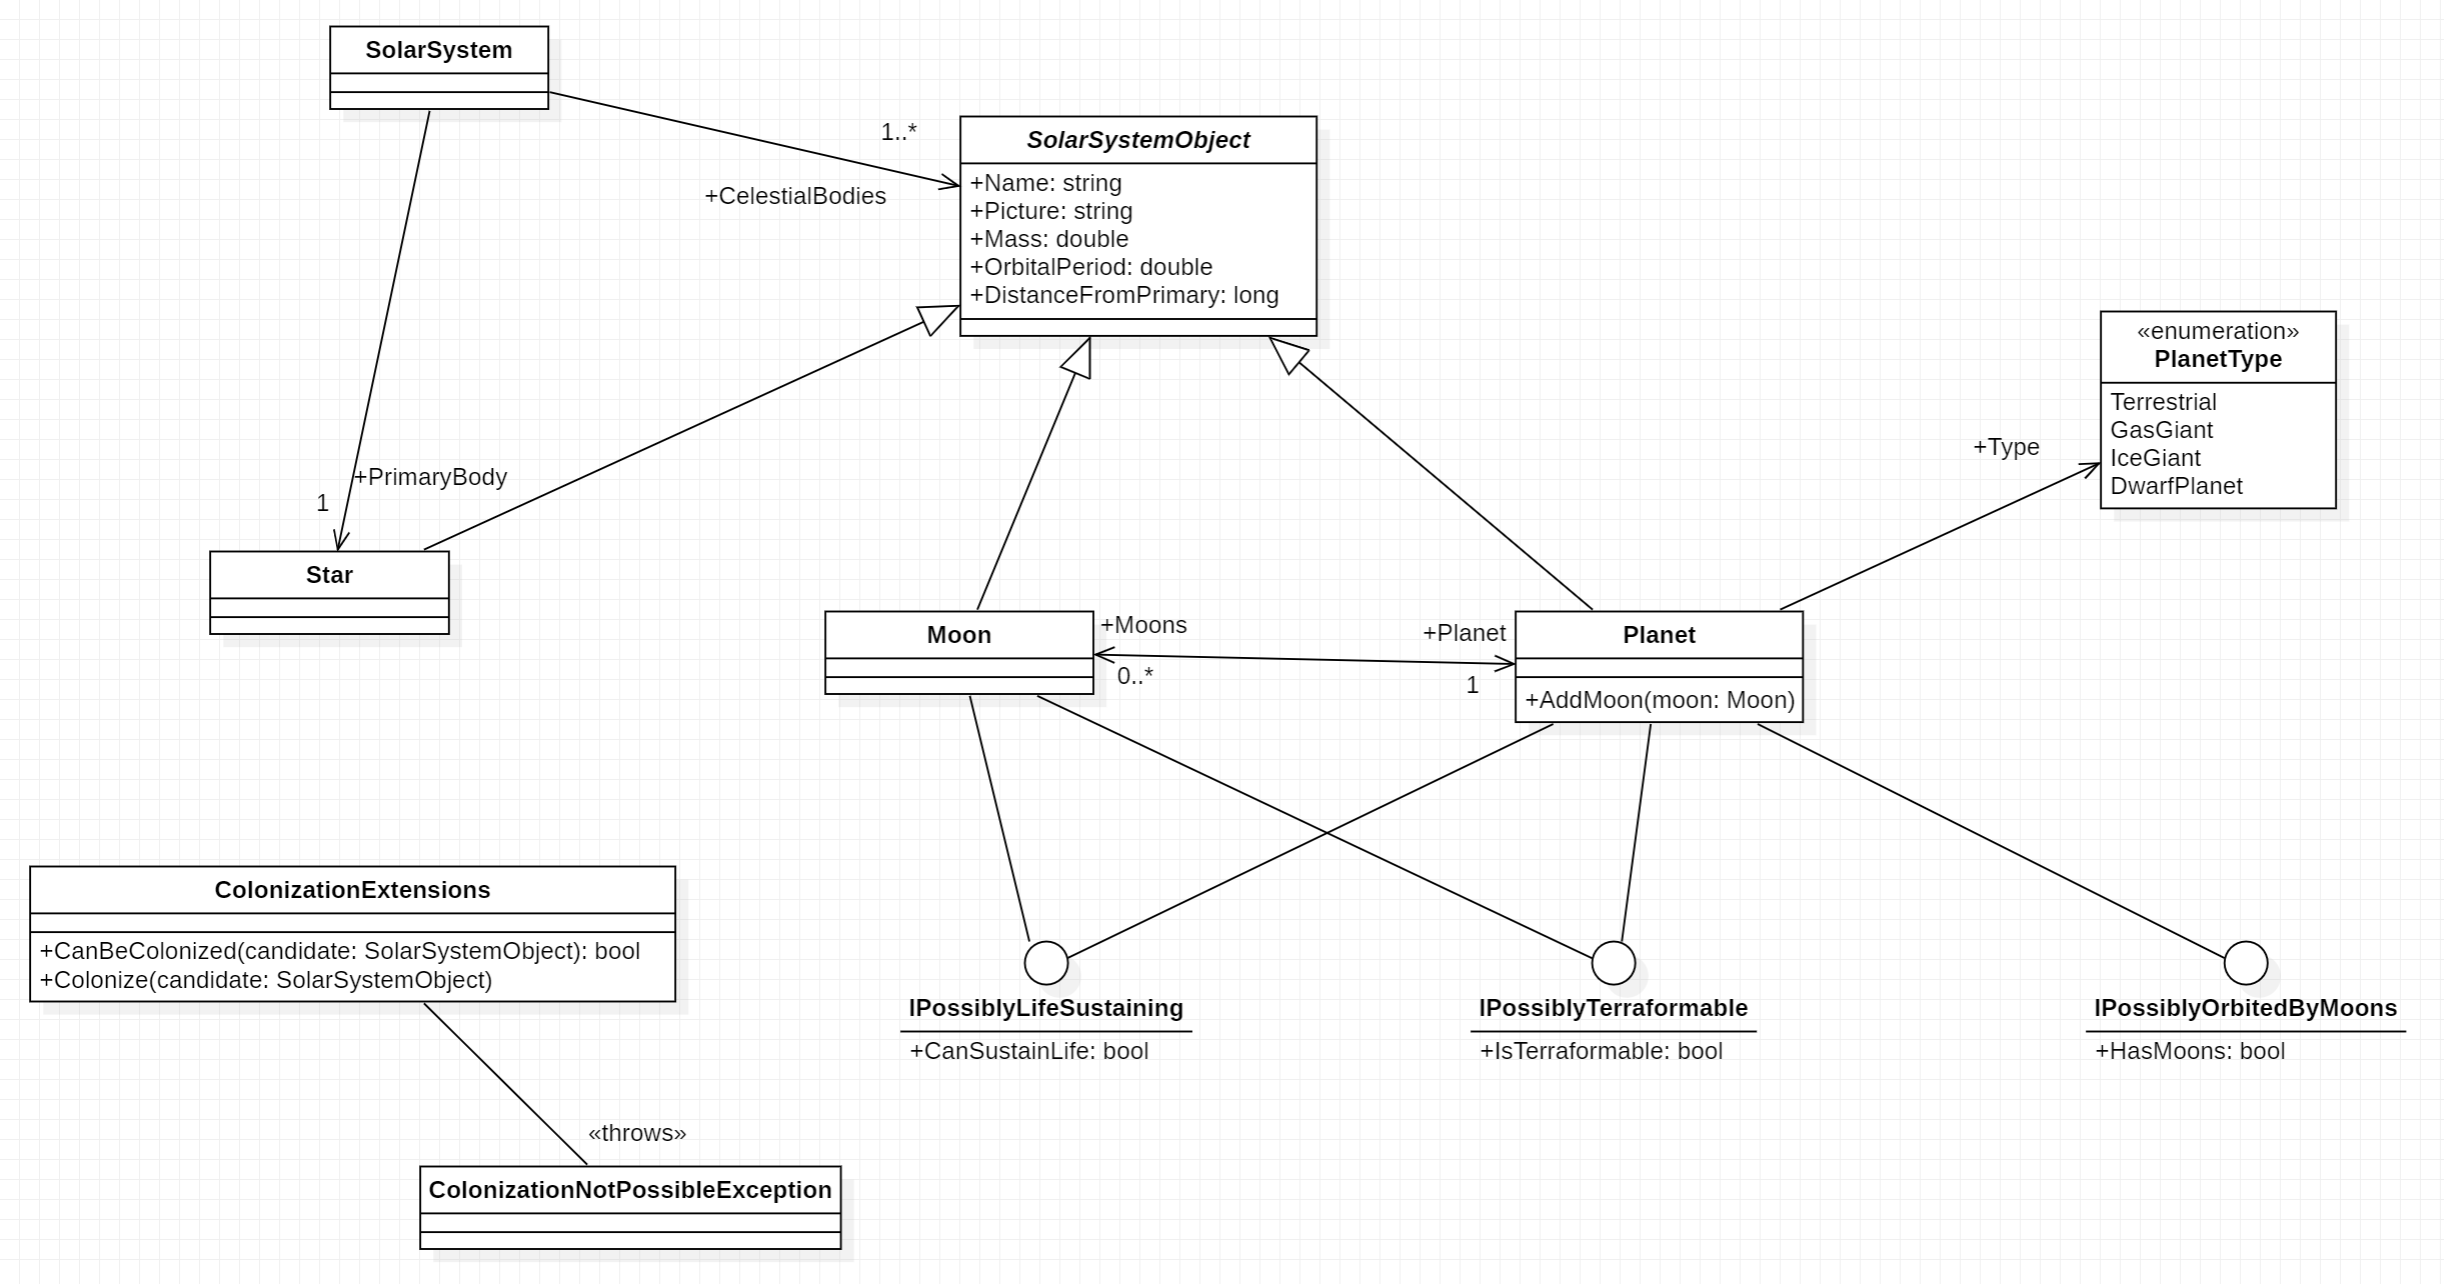 SolarSystem
1..*
+CelestialBodies
SolarSystemObject
+Name: string
+Picture: string
+Mass: double
+OrbitalPeriod: double
+DistanceFromPrimary: long
«enumeration»
PlanetType
Terrestrial
GasGiant
IceGiant
DwarfPlanet
+Type
+PrimaryBody
1
Star
Moon
+Moons
0..*
+Planet
1
Planet
+AddMoon(moon: Moon)
ColonizationExtensions
+CanBeColonized(candidate: SolarSystemObject): bool
+Colonize(candidate: SolarSystemObject)
IPossiblyLifeSustaining
+CanSustainLife: bool
IPossiblyTerraformable
+IsTerraformable: bool
IPossiblyOrbitedByMoons
+HasMoons: bool
«throws»
ColonizationNotPossibleException